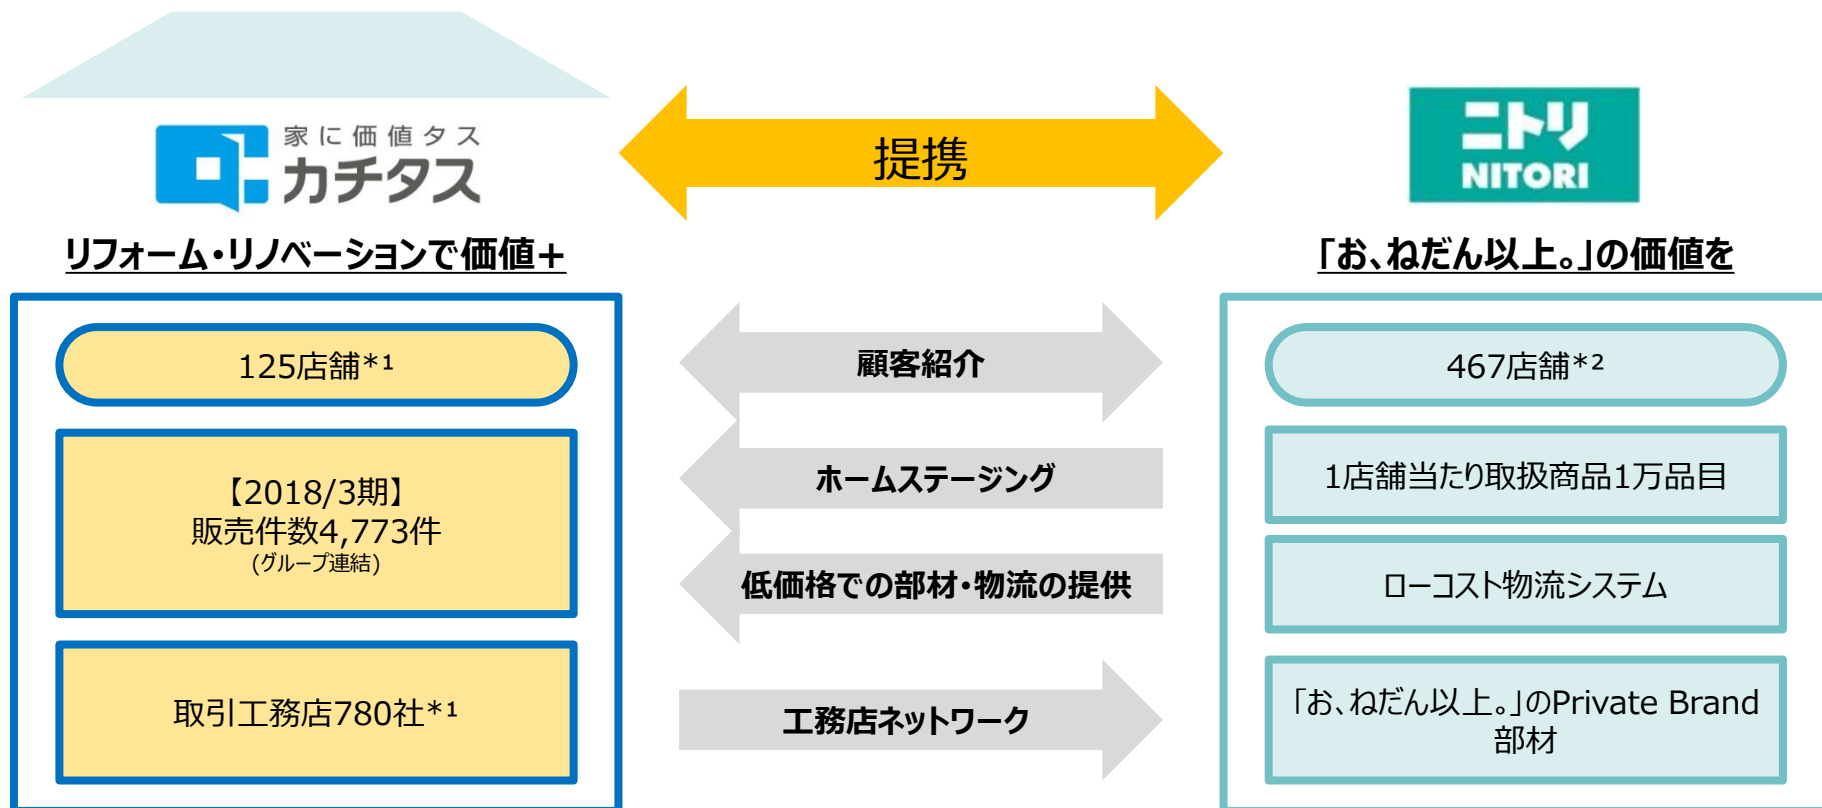 家に価値タス
カチタス
提携
ニトリ
NITORI
リフォーム・リノベーションで価値+
「お、ねだん以上。」の価値を
125店舗*1
【2018/3期】
販売件数4,773件
(グループ連結)
取引工務店780社*1
顧客紹介
ホームステージング
低価格での部材・物流の提供
工務店ネットワーク
467店舗*2
1店舗当たり取扱商品1万品目
ローコスト物流システム
「お、ねだん以上。」のPrivate Brand
部材